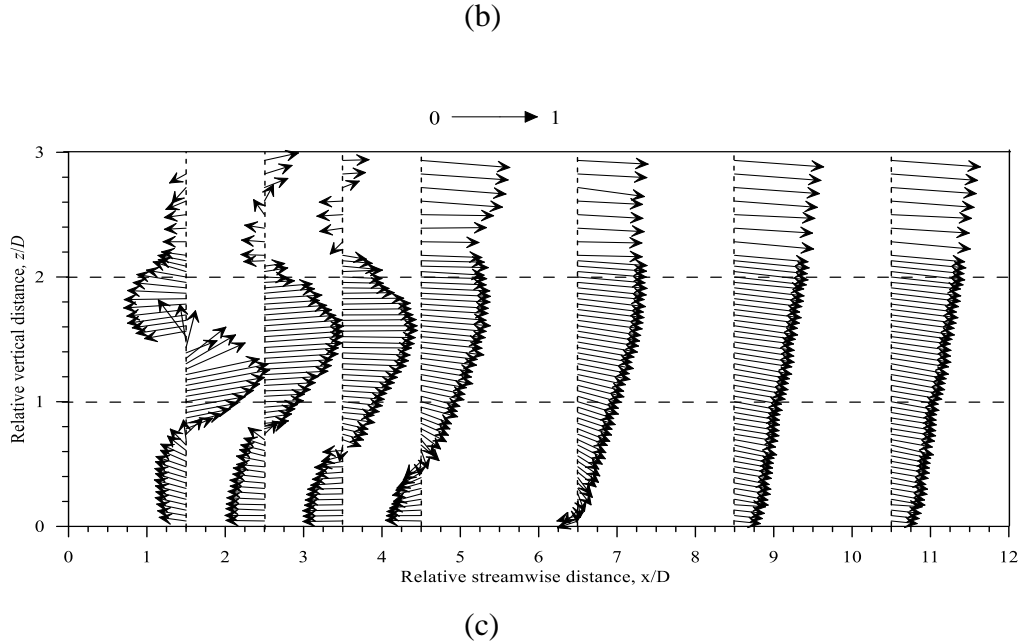 (b)
0 1
3
2
1
0
Relative vertical distance, z/D
0 1 2 3 4 5 6 7 8 9 10 11 12
Relative streamwise distance, x/D
(c)